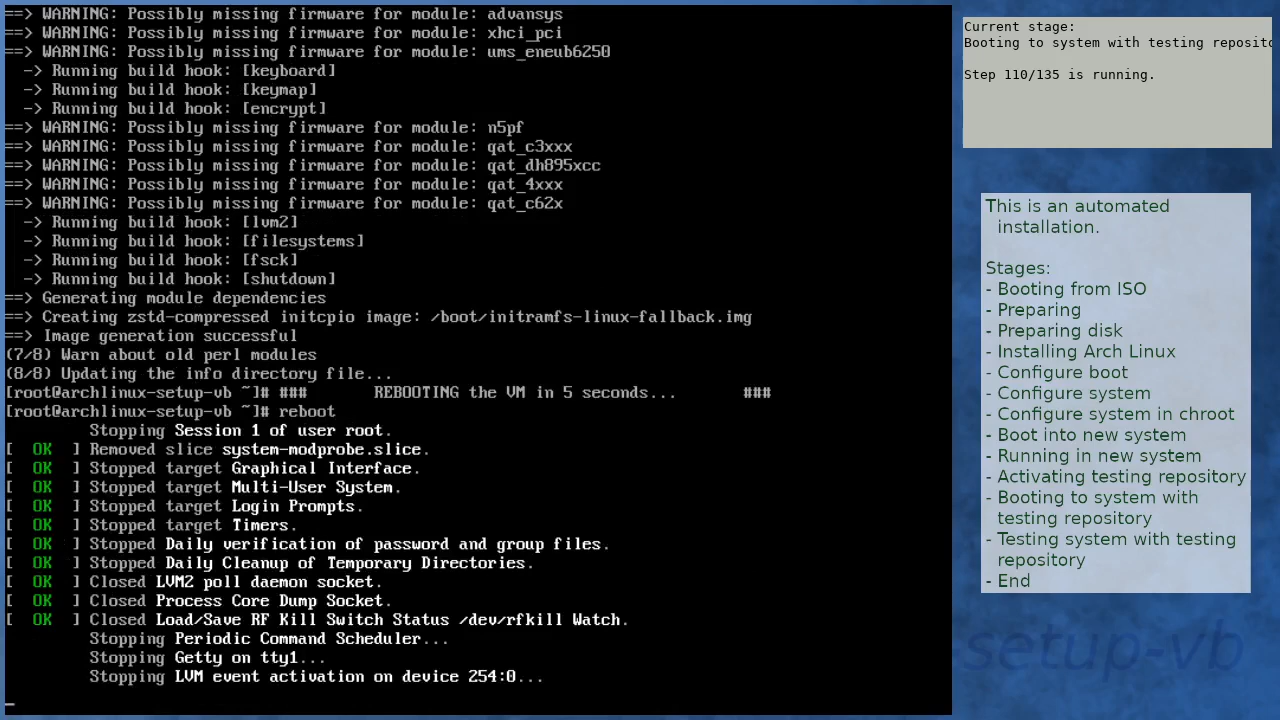 ==> WARNING: Possibly missing firmware for module: advansys
==> WARNING: Possibly missing firmware for module: xhci_pci
==> WARNING: Possibly missing firmware for module: ums_eneub6250
  -> Running build hook: [keyboard]
  -> Running build hook: [keymap]
  -> Running build hook: [encrypt]
==> WARNING: Possibly missing firmware for module: n5pf
==> WARNING: Possibly missing firmware for module: qat_c3xxx
==> WARNING: Possibly missing firmware for module: qat_dh895xcc
==> WARNING: Possibly missing firmware for module: qat_4xxx
==> WARNING: Possibly missing firmware for module: qat_c62x
  -> Running build hook: [lvm2]
  -> Running build hook: [filesystems]
  -> Running build hook: [fsck]
  -> Running build hook: [shutdown]
==> Generating module dependencies
==> Creating zstd-compressed initcpio image: /boot/initramfs-linux-fallback.img
==> Image generation successful
(7/8) Warn about old perl modules
(8/8) Updating the info directory file...
[root@archlinux-setup-vb ~]# ###       REBOOTING the VM in 5 seconds...       ###
[root@archlinux-setup-vb ~]# reboot
         Stopping Session 1 of user root.
[  OK  ] Removed slice system-modprobe.slice.
[  OK  ] Stopped target Graphical Interface.
[  OK  ] Stopped target Multi-User System.
[  OK  ] Stopped target Login Prompts.
[  OK  ] Stopped target Timers.
[  OK  ] Stopped Daily verification of password and group files.
[  OK  ] Stopped Daily Cleanup of Temporary Directories.
[  OK  ] Closed LVM2 poll daemon socket.
[  OK  ] Closed Process Core Dump Socket.
[  OK  ] Closed Load/Save RF Kill Switch Status /dev/rfkill Watch.
         Stopping Periodic Command Scheduler...
         Stopping Getty on tty1...
         Stopping LVM event activation on device 254:0...
Current stage:
Booting to system with testing reposito
Step 110/135 is running.
This is an automated
installation.
Stages:
- Booting from ISO
- Preparing
- Preparing disk
- Installing Arch Linux
- Configure boot
- Configure system
- Configure system in chroot
- Boot into new system
- Running in new system
- Activating testing repository
- Booting to system with
testing repository
- Testing system with testing
repository
- End
setup-vb